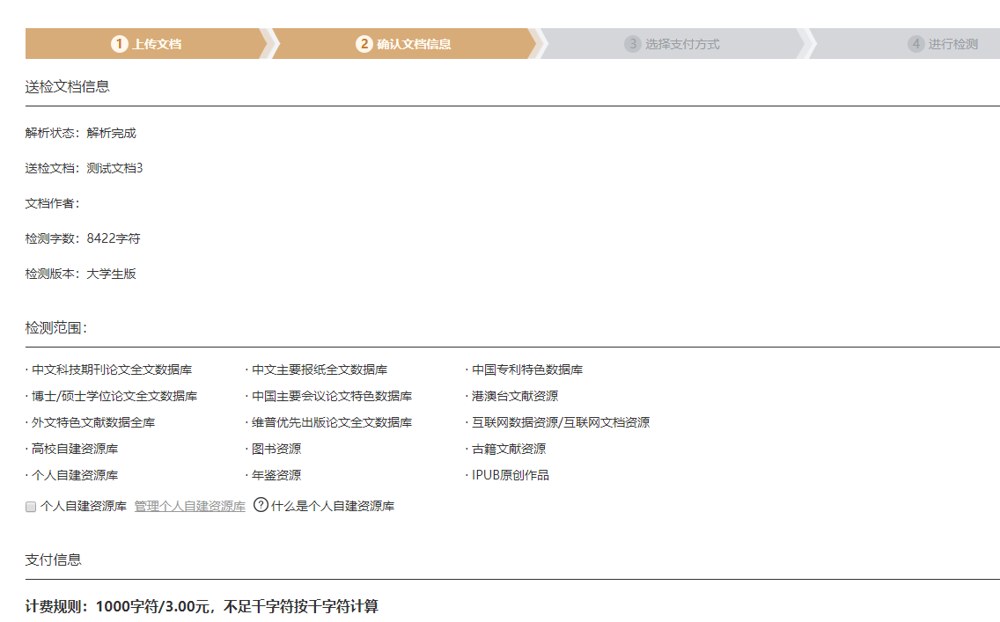 1 上传文档 2 确认文档信息 3 选择支付方式 4 进行检测
送检文档信息
解析状态：解析完成
送检文档：测试文档3
文档作者：
检测字数：8422字符
检测版本：大学生版
检测范围：
· 中文科技期刊论文全文数据库 · 中文主要报纸全文数据库 · 中国专利特色数据库
· 博士/硕士学位论文全文数据库 · 中国主要会议论文特色数据库 · 港澳台文献资源
· 外文特色文献数据全库 · 维普优先出版论文全文数据库 · 互联网数据资源/互联网文档资源
· 高校自建资源库 · 图书资源 · 古籍文献资源
· 个人自建资源库 · 年鉴资源 · IPUB原创作品
个人自建资源库 管理个人自建资源库 ? 什么是个人自建资源库
支付信息
计费规则：1000字符/3.00元，不足千字符按千字符计算